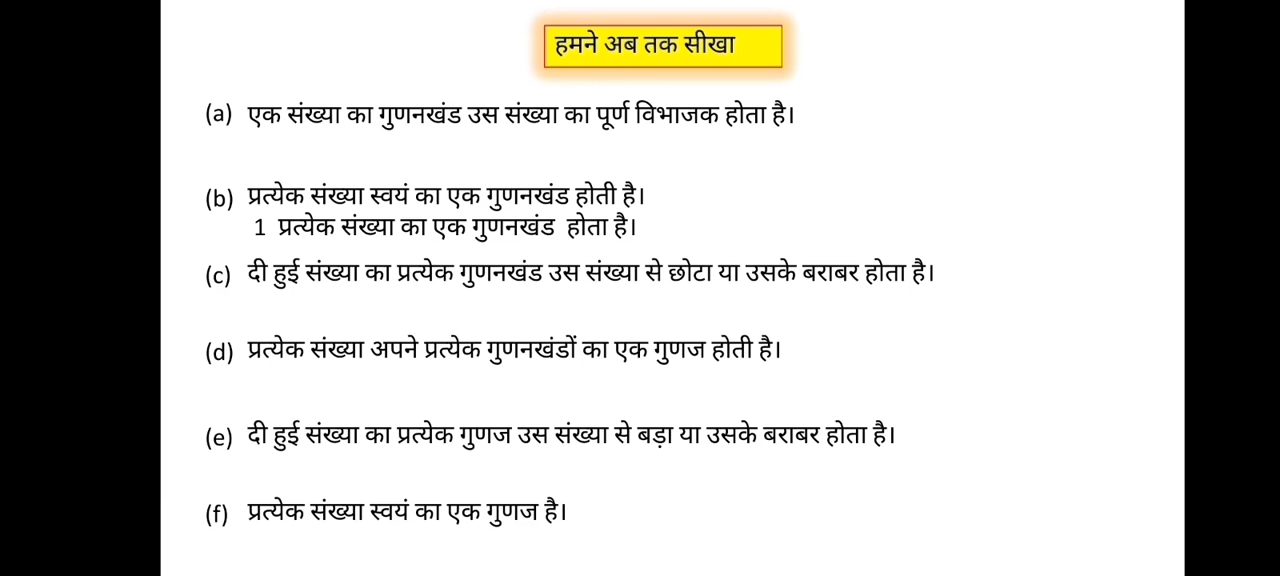 हमने अब तक सीखा
(a) एक संख्या का गुणनखंड उस संख्या का पूर्ण विभाजक होता है।
(b) प्रत्येक संख्या स्वयं का एक गुणनखंड होती है।
1 प्रत्येक संख्या का एक गुणनखंड होता है।
(c) दी हुई संख्या का प्रत्येक गुणनखंड उस संख्या से छोटा या उसके बराबर होता है।
(d) प्रत्येक संख्या अपने प्रत्येक गुणनखंडों का एक गुणज होती है।
(e) दी हुई संख्या का प्रत्येक गुणज उस संख्या से बड़ा या उसके बराबर होता है।
(f) प्रत्येक संख्या स्वयं का एक गुणज है।